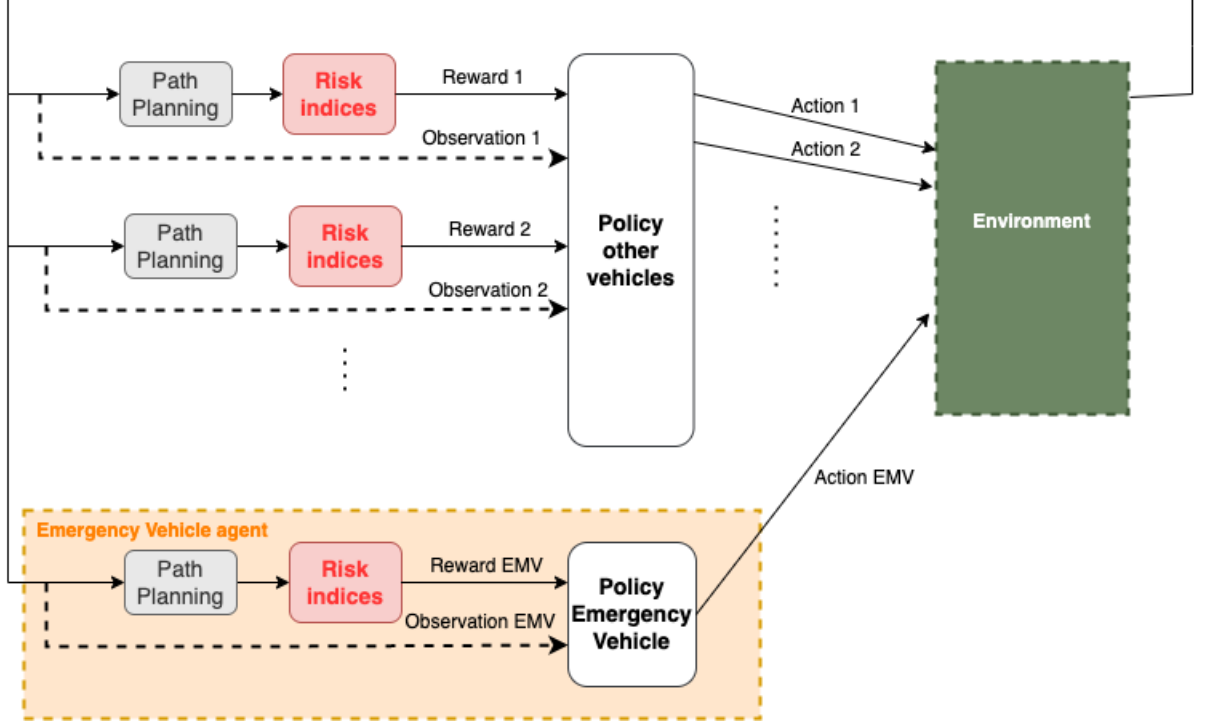 Path
Planning
Risk
indices
Reward 1
Observation 1
Path
Planning
Risk
indices
Reward 2
Observation 2
Policy
other
vehicles
Action 1
Action 2
Environment
Action EMV
Emergency Vehicle agent
Path
Planning
Risk
indices
Reward EMV
Observation EMV
Policy
Emergency
Vehicle